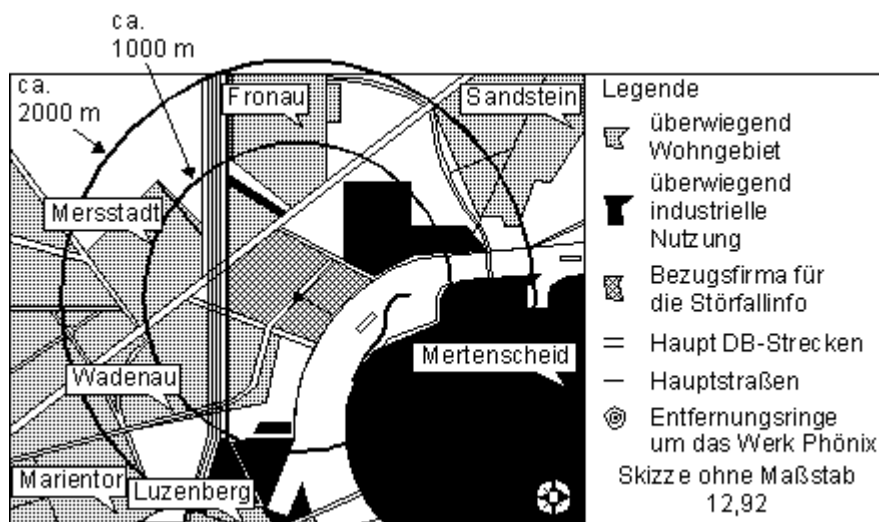 ca.
1000 m
ca.
2000 m
Fronau
Sandstein
Mersstadt
Wadenau
Mertenscheid
Marientor
Luzenberg
Legende
überwiegend
Wohngebiet
überwiegend
industrielle
Nutzung
Bezugsfirma für
die Störfallinfo
Haupt DB-Strecken
Hauptstraßen
Entfernungsringe
um das Werk Phönix
Skizze ohne Maßstab
12,92